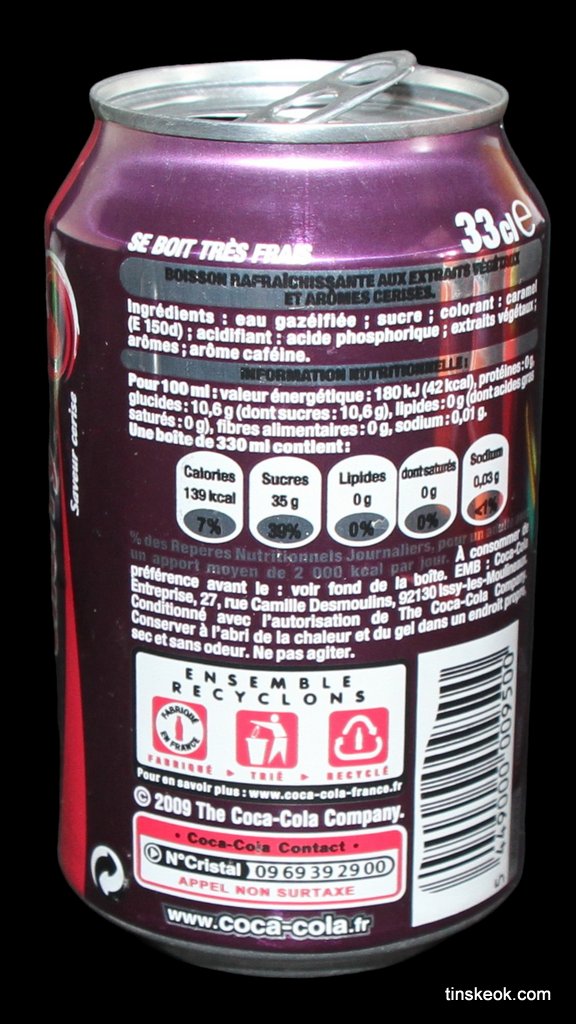 33cl e
SE BOIT TRÈS FRAIS
BOISSON RAFRAÎCHISSANTE AUX EXTRAITS VÉGÉTAUX
ET ARÔMES CERISES.
Ingrédients : eau gazéifiée ; sucre ; colorant : caramel
(E 150d) ; acidifiant : acide phosphorique ; extraits végétaux ;
arômes ; arôme caféine.
INFORMATION NUTRITIONNELLE :
Pour 100 ml : valeur énergétique : 180 kJ (42 kcal), protéines : 0 g,
glucides : 10,6 g (dont sucres : 10,6 g), lipides : 0 g (dont acides gras
saturés : 0 g), fibres alimentaires : 0 g, sodium : 0,01 g.
Une boîte de 330 ml contient :
Calories Sucres Lipides dont saturés Sodium
139 kcal 35 g 0 g 0 g 0,03 g
7% 39% 0% 0% <1%
% des Repères Nutritionnels Journaliers, pour un adulte
un apport moyen de 2 000 kcal par jour. À consommer de
préférence avant le : voir fond de la boîte. EMB : Coca-Cola
Entreprise, 27, rue Camille Desmoulins, 92130 Issy-les-Moulineaux.
Conditionné avec l'autorisation de The Coca-Cola Company.
Conserver à l'abri de la chaleur et du gel dans un endroit propre,
sec et sans odeur. Ne pas agiter.
Saveur cerise
ENSEMBLE
RECYCLONS
FABRIQUÉ
EN FRANCE
FABRIQUÉ TRIÉ RECYCLÉ
Pour en savoir plus : www.coca-cola-france.fr
© 2009 The Coca-Cola Company.
• Coca-Cola Contact •
N°Cristal 09 69 39 29 00
APPEL NON SURTAXE
www.coca-cola.fr
5 449000 009500
tinskeok.com